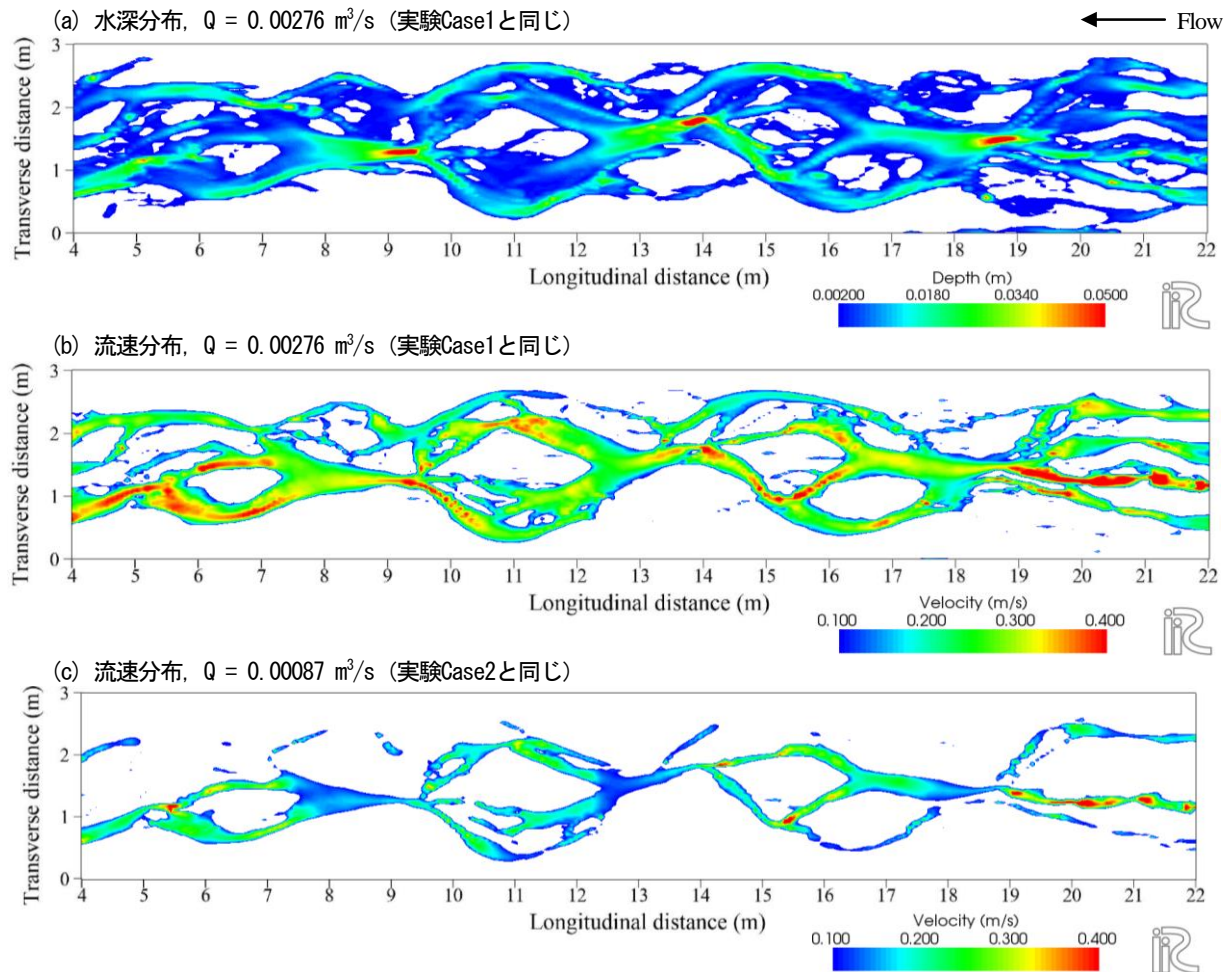 (a) 水深分布, Q = 0.00276 m³/s (実験Case1と同じ)
Flow
Transverse distance (m)
3
2
1
0
4 5 6 7 8 9 10 11 12 13 14 15 16 17 18 19 20 21 22
Longitudinal distance (m)
Depth (m)
0.00200 0.0180 0.0340 0.0500
iRIC
(b) 流速分布, Q = 0.00276 m³/s (実験Case1と同じ)
Transverse distance (m)
3
2
1
0
4 5 6 7 8 9 10 11 12 13 14 15 16 17 18 19 20 21 22
Longitudinal distance (m)
Velocity (m/s)
0.100 0.200 0.300 0.400
iRIC
(c) 流速分布, Q = 0.00087 m³/s (実験Case2と同じ)
Transverse distance (m)
3
2
1
0
4 5 6 7 8 9 10 11 12 13 14 15 16 17 18 19 20 21 22
Longitudinal distance (m)
Velocity (m/s)
0.100 0.200 0.300 0.400
iRIC